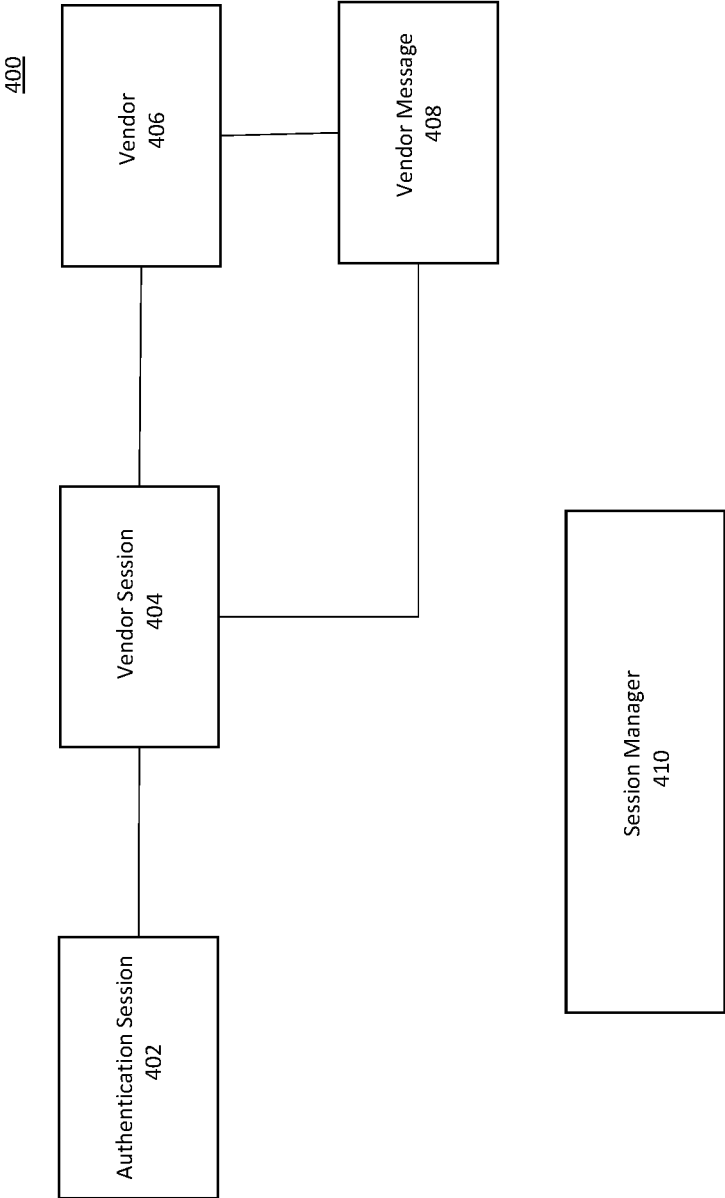 400
Authentication Session
402
Vendor Session
404
Vendor
406
Vendor Message
408
Session Manager
410